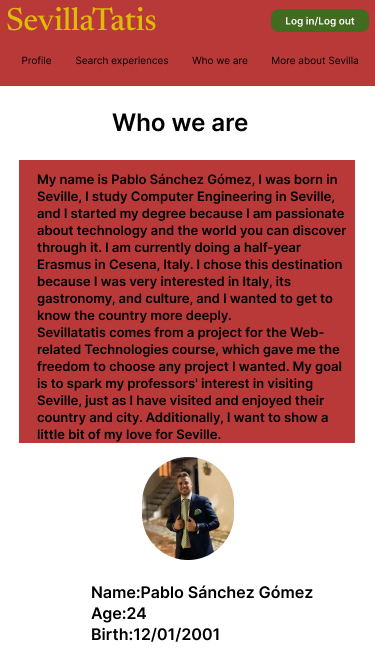 SevillaTatis
Log in/Log out
Profile Search experiences Who we are More about Sevilla
Who we are
My name is Pablo Sánchez Gómez, I was born in
Seville, I study Computer Engineering in Seville,
and I started my degree because I am passionate
about technology and the world you can discover
through it. I am currently doing a half-year
Erasmus in Cesena, Italy. I chose this destination
because I was very interested in Italy, its
gastronomy, and culture, and I wanted to get to
know the country more deeply.
Sevillatatis comes from a project for the Web-
related Technologies course, which gave me the
freedom to choose any project I wanted. My goal
is to spark my professors' interest in visiting
Seville, just as I have visited and enjoyed their
country and city. Additionally, I want to show a
little bit of my love for Seville.
Name:Pablo Sánchez Gómez
Age:24
Birth:12/01/2001